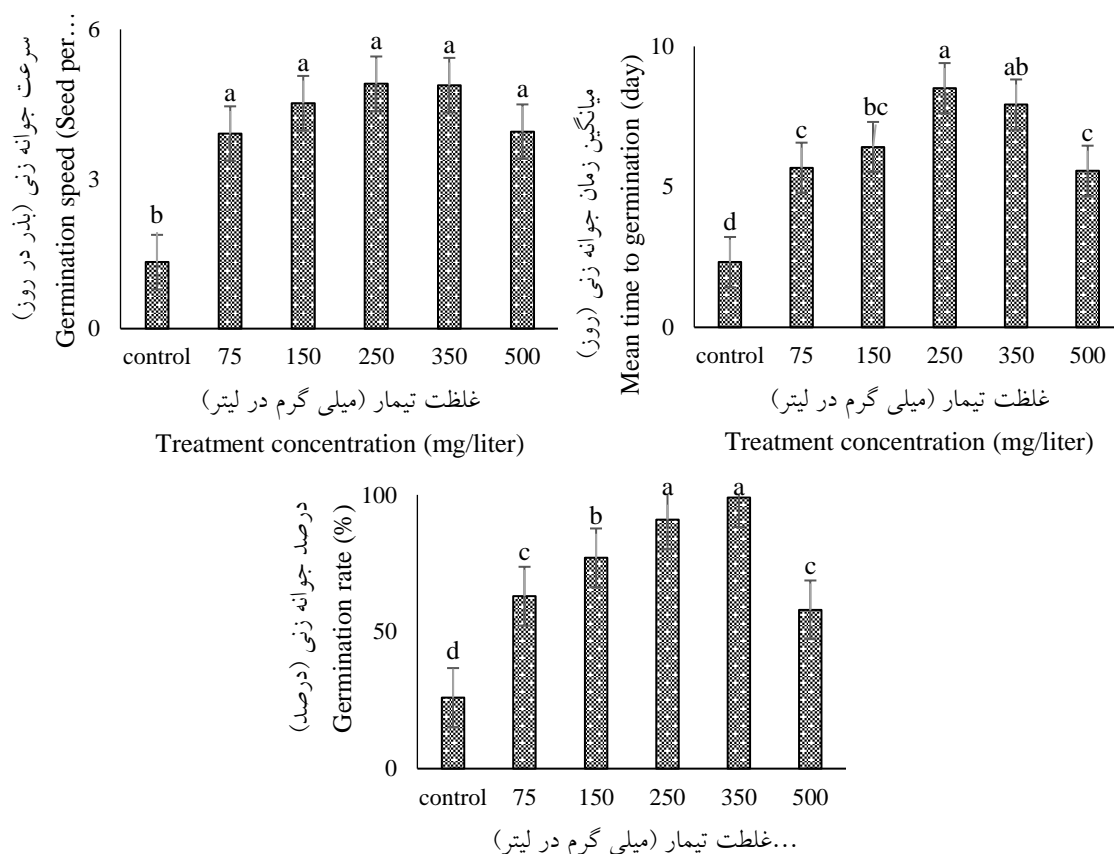 سرعت جوانه زنی (بذر در روز)
Germination speed (Seed per…
6
3
0
b
a
a
a
a
a
control 75 150 250 350 500
غلظت تیمار (میلی گرم در لیتر)
Treatment concentration (mg/liter)
میانگین زمان جوانه زنی (روز)
Mean time to germination (day)
10
5
0
d
c
bc
a
ab
c
control 75 150 250 350 500
غلظت تیمار (میلی گرم در لیتر)
Treatment concentration (mg/liter)
درصد جوانه زنی (درصد)
Germination rate (%)
100
50
0
d
c
b
a
a
c
control 75 150 250 350 500
غلطت تیمار (میلی گرم در لیتر)…